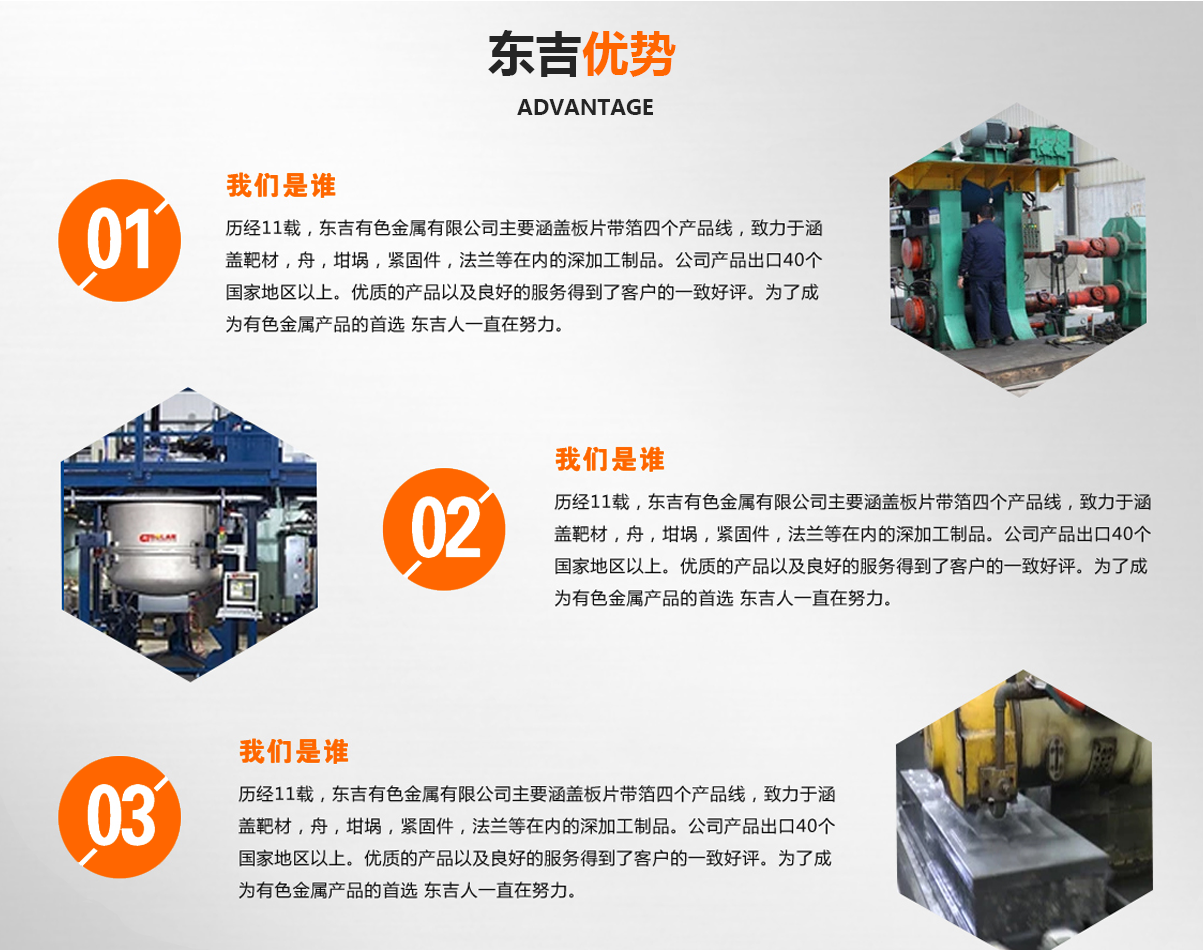 东吉优势
ADVANTAGE
01
我们是谁
历经11载，东吉有色金属有限公司主要涵盖板片带箔四个产品线，致力于涵
盖靶材，舟，坩埚，紧固件，法兰等在内的深加工制品。公司产品出口40个
国家地区以上。优质的产品以及良好的服务得到了客户的一致好评。为了成
为有色金属产品的首选 东吉人一直在努力。
02
我们是谁
历经11载，东吉有色金属有限公司主要涵盖板片带箔四个产品线，致力于涵
盖靶材，舟，坩埚，紧固件，法兰等在内的深加工制品。公司产品出口40个
国家地区以上。优质的产品以及良好的服务得到了客户的一致好评。为了成
为有色金属产品的首选 东吉人一直在努力。
03
我们是谁
历经11载，东吉有色金属有限公司主要涵盖板片带箔四个产品线，致力于涵
盖靶材，舟，坩埚，紧固件，法兰等在内的深加工制品。公司产品出口40个
国家地区以上。优质的产品以及良好的服务得到了客户的一致好评。为了成
为有色金属产品的首选 东吉人一直在努力。